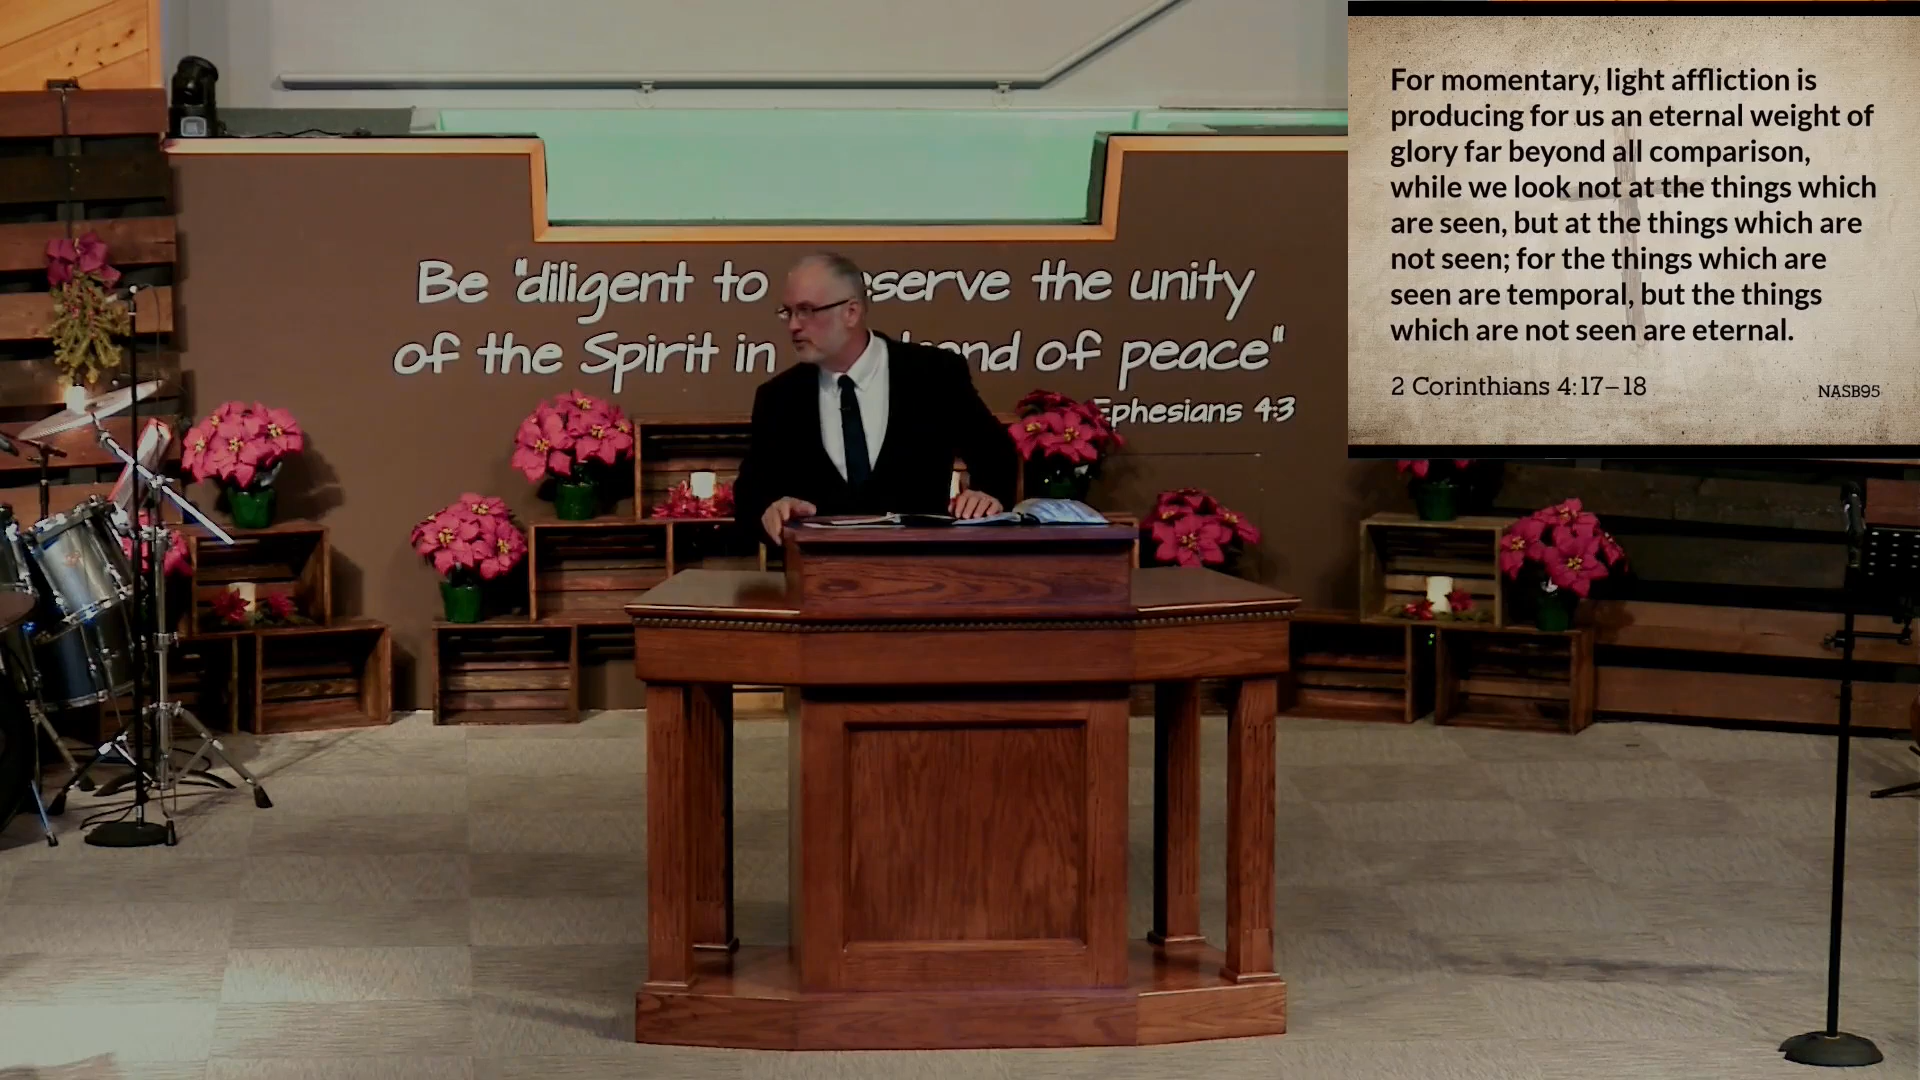 Be "diligent to eserve the unity
of the Spirit in and of peace"
Ephesians 4:3
For momentary, light affliction is
producing for us an eternal weight of
glory far beyond all comparison,
while we look not at the things which
are seen, but at the things which are
not seen; for the things which are
seen are temporal, but the things
which are not seen are eternal.
2 Corinthians 4:17–18
NASB95